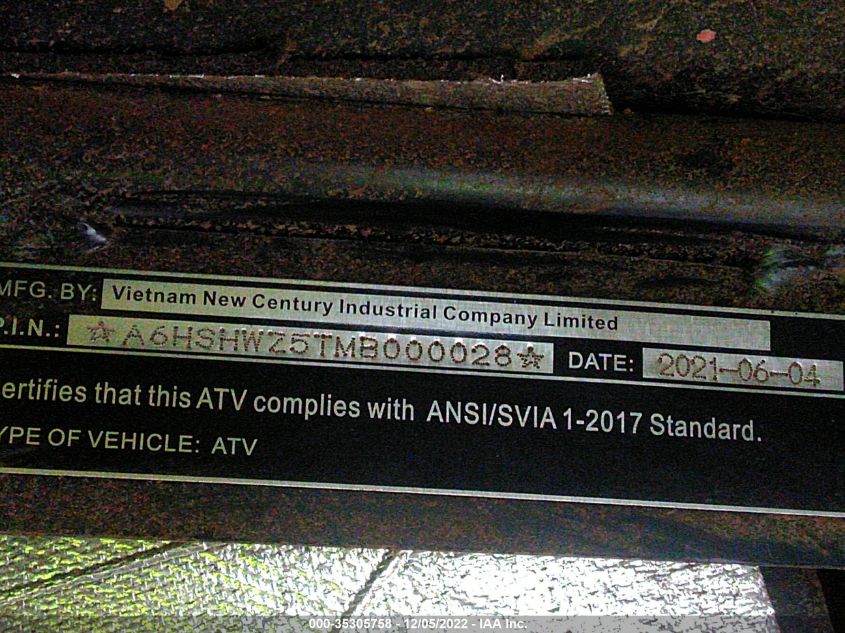 MFG. BY: Vietnam New Century Industrial Company Limited
P.I.N.: ☆A6HSHWZ5TMB000028☆ DATE: 2021-06-04
ertifies that this ATV complies with ANSI/SVIA 1-2017 Standard.
YPE OF VEHICLE: ATV
000-35305758 - 12/05/2022 - IAA Inc.